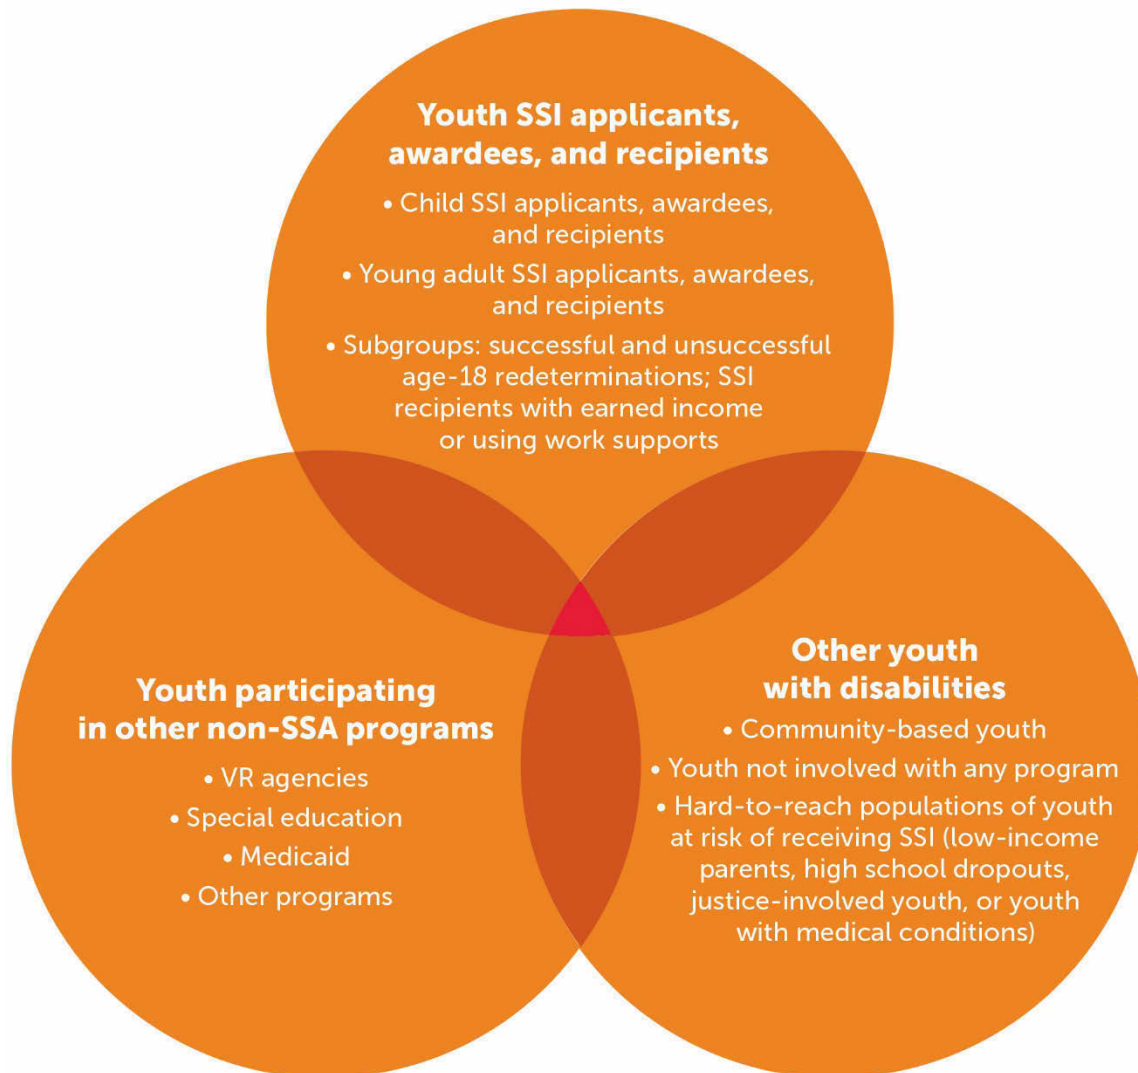 Youth SSI applicants,
awardees, and recipients
• Child SSI applicants, awardees,
and recipients
• Young adult SSI applicants, awardees,
and recipients
• Subgroups: successful and unsuccessful
age-18 redeterminations; SSI
recipients with earned income
or using work supports
Youth participating
in other non-SSA programs
• VR agencies
• Special education
• Medicaid
• Other programs
Other youth
with disabilities
• Community-based youth
• Youth not involved with any program
• Hard-to-reach populations of youth
at risk of receiving SSI (low-income
parents, high school dropouts,
justice-involved youth, or youth
with medical conditions)